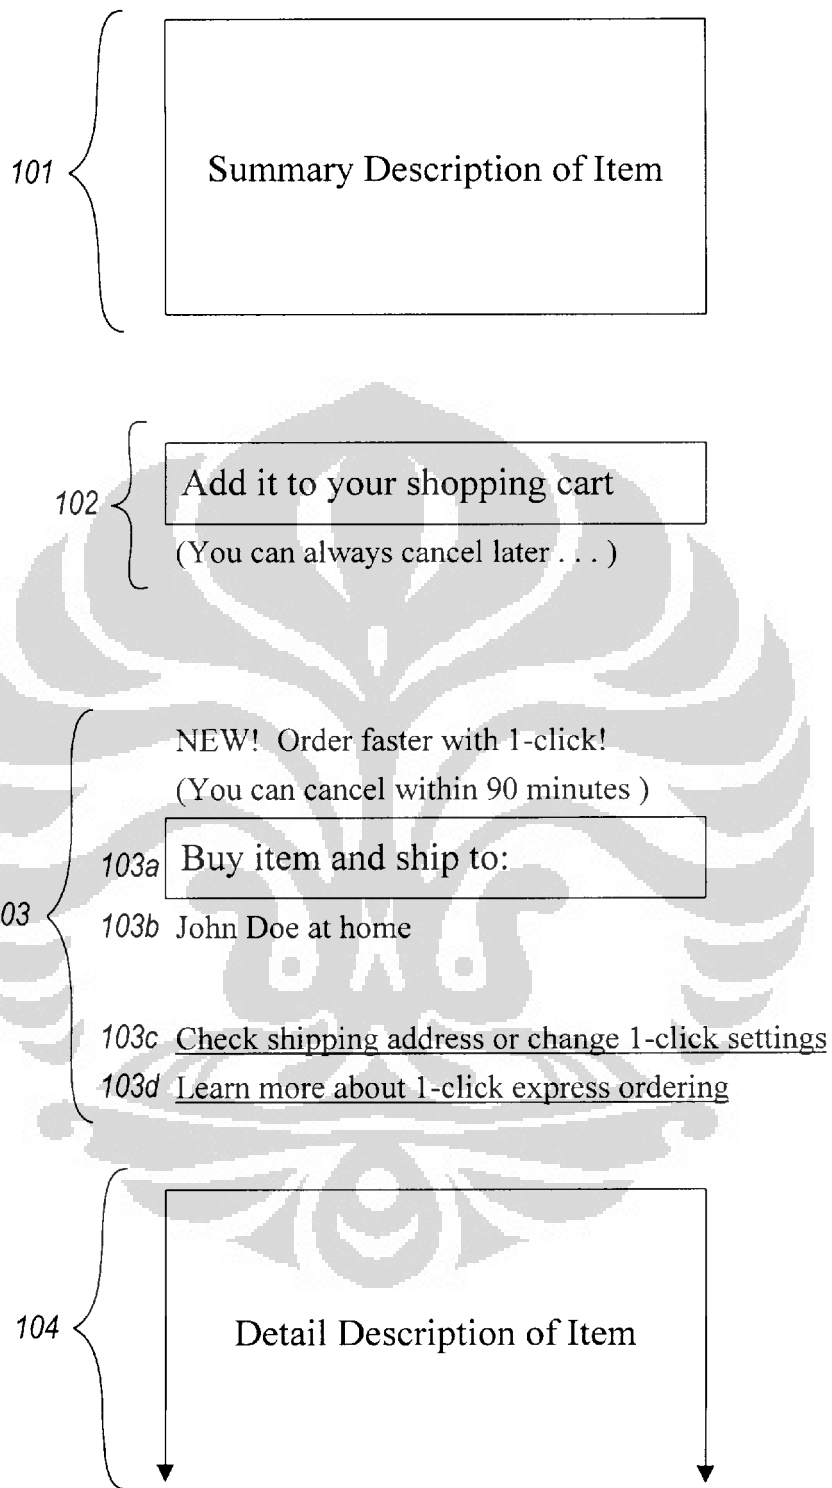 101 Summary Description of Item
102 Add it to your shopping cart
(You can always cancel later . . . )
NEW!  Order faster with 1-click!
(You can cancel within 90 minutes )
103a Buy item and ship to:
03
103b John Doe at home
103c Check shipping address or change 1-click settings
103d Learn more about 1-click express ordering
104 Detail Description of Item